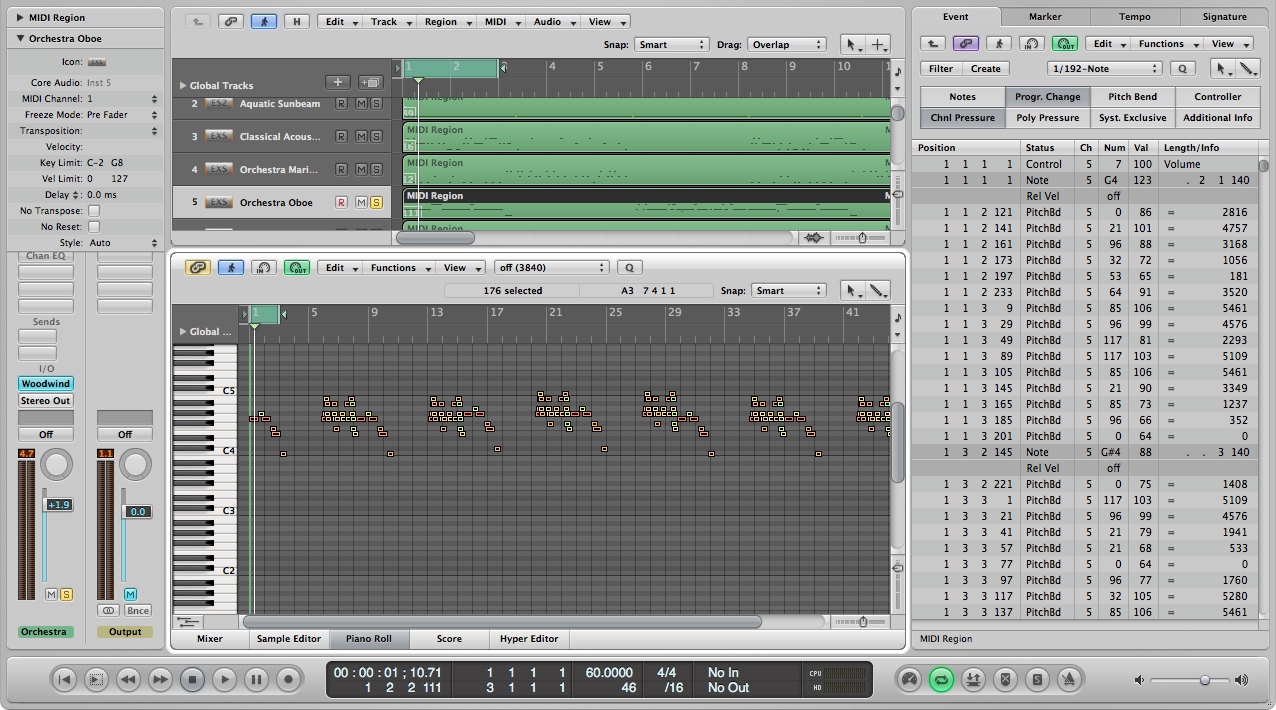 MIDI Region
Orchestra Oboe
Icon:
Core Audio: Inst 5
MIDI Channel: 1
Freeze Mode: Pre Fader
Transposition:
Velocity:
Key Limit: C-2 G8
Vel Limit: 0 127
Delay 0.0 ms
No Transpose:
No Reset:
Style: Auto
Chan EQ
Sends
I/O
Woodwind
Stereo Out
Off Off
4.7 1.1
+1.9 0.0
M S M
Bnce
Orchestra Output
H Edit Track Region MIDI Audio View
Snap: Smart Drag: Overlap
1 2 3 4 5 6 7 8 9 10
Global Tracks
2 ES2 Aquatic Sunbeam R M S MIDI Region
3 EXS Classical Acous... R M S MIDI Region
4 EXS Orchestra Mari... R M S MIDI Region
5 EXS Orchestra Oboe R M S MIDI Region
MIDI Region
IN OUT Edit Functions View off (3840) Q
176 selected A3 7 4 1 1 Snap: Smart
1 5 9 13 17 21 25 29 33 37 41
Global ...
C5
C4
C3
C2
Mixer Sample Editor Piano Roll Score Hyper Editor
Event Marker Tempo Signature
IN OUT Edit Functions View
Filter Create 1/192-Note Q
Notes Progr. Change Pitch Bend Controller
Chnl Pressure Poly Pressure Syst. Exclusive Additional Info
Position Status Ch Num Val Length/Info
1 1 1 1 Control 5 7 100 Volume
1 1 1 1 Note 5 G4 123 . 2 1 140
Rel Vel off
1 1 2 121 PitchBd 5 0 86 = 2816
1 1 2 141 PitchBd 5 21 101 = 4757
1 1 2 161 PitchBd 5 96 88 = 3168
1 1 2 173 PitchBd 5 32 72 = 1056
1 1 2 197 PitchBd 5 53 65 = 181
1 1 2 233 PitchBd 5 64 91 = 3520
1 1 3 9 PitchBd 5 85 106 = 5461
1 1 3 29 PitchBd 5 96 99 = 4576
1 1 3 49 PitchBd 5 117 81 = 2293
1 1 3 89 PitchBd 5 117 103 = 5109
1 1 3 105 PitchBd 5 85 106 = 5461
1 1 3 145 PitchBd 5 21 90 = 3349
1 1 3 165 PitchBd 5 85 73 = 1237
1 1 3 185 PitchBd 5 96 66 = 352
1 1 3 201 PitchBd 5 0 64 = 0
1 3 2 145 Note 5 G#4 88 . . 3 140
Rel Vel off
1 3 2 221 PitchBd 5 0 75 = 1408
1 3 3 1 PitchBd 5 117 103 = 5109
1 3 3 21 PitchBd 5 96 99 = 4576
1 3 3 41 PitchBd 5 21 79 = 1941
1 3 3 57 PitchBd 5 21 68 = 533
1 3 3 77 PitchBd 5 0 64 = 0
1 3 3 97 PitchBd 5 96 77 = 1760
1 3 3 117 PitchBd 5 32 105 = 5280
1 3 3 137 PitchBd 5 85 106 = 5461
MIDI Region
00 : 00 : 01 ; 10.71 1 1 1 1 60.0000 4/4 No In CPU
1 2 2 111 3 1 1 1 46 /16 No Out HD